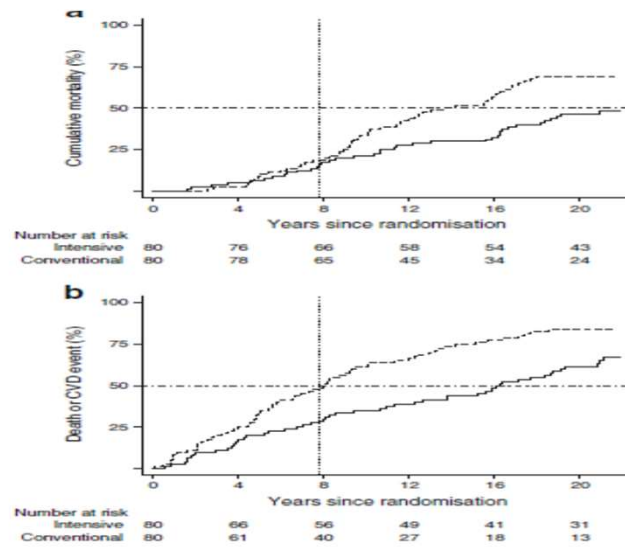 a
Cumulative mortality (%)
100
75
50
25
0 4 8 12 16 20
Years since randomisation
Number at risk
Intensive 80 76 66 58 54 43
Conventional 80 78 65 45 34 24
b
Death or CVD event (%)
100
75
50
25
0 4 8 12 16 20
Years since randomisation
Number at risk
Intensive 80 66 56 49 41 31
Conventional 80 61 40 27 18 13